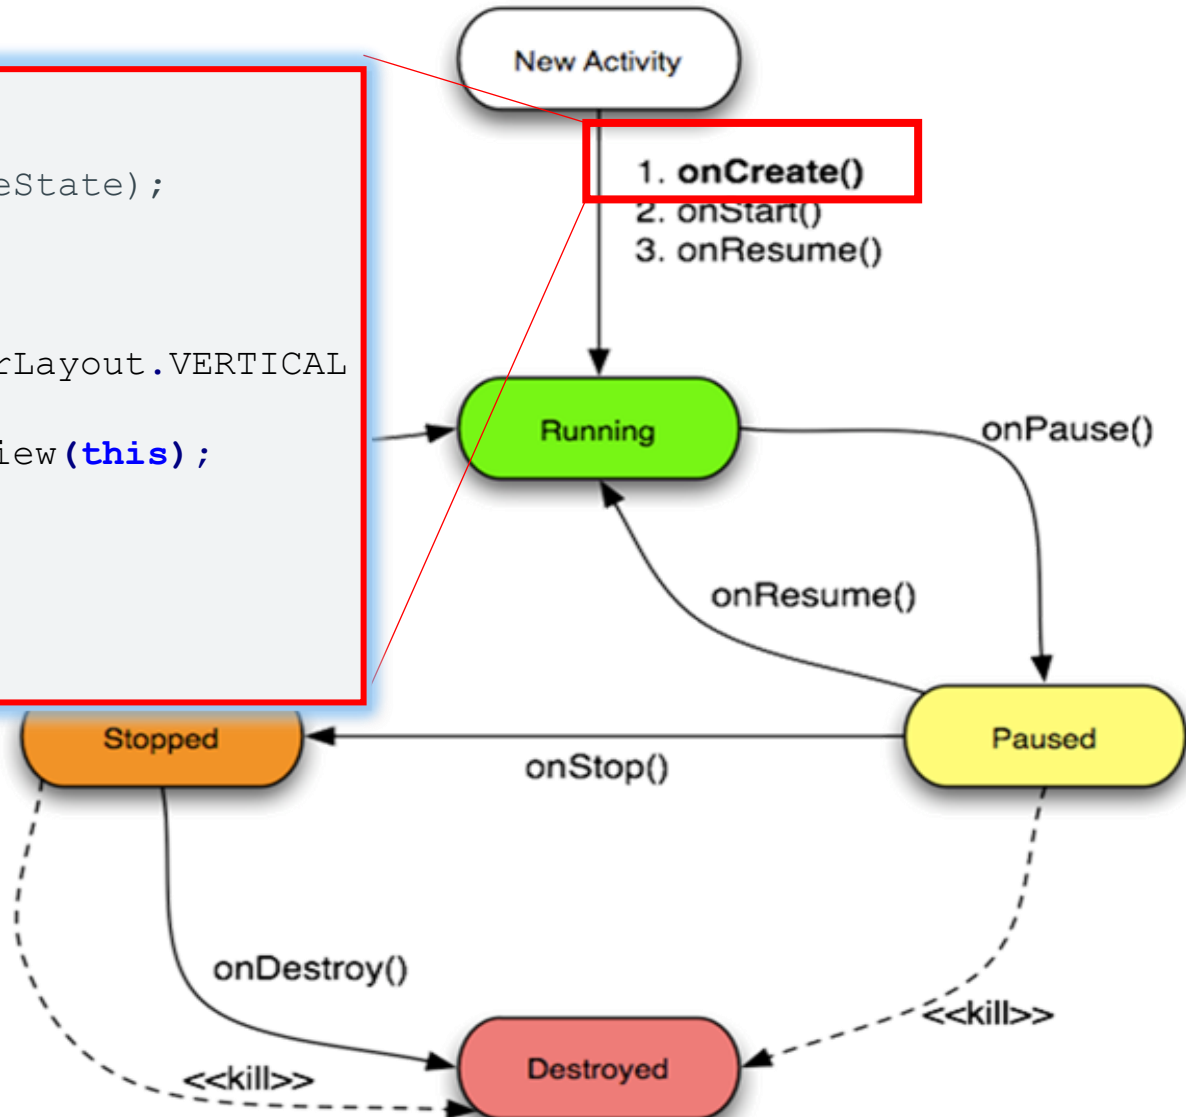 New Activity
eState);
1. onCreate()
2. onStart()
3. onResume()
rLayout.VERTICAL
iew(this);
Running
onPause()
onResume()
Stopped
Paused
onStop()
onDestroy()
<<kill>>
<<kill>>
Destroyed